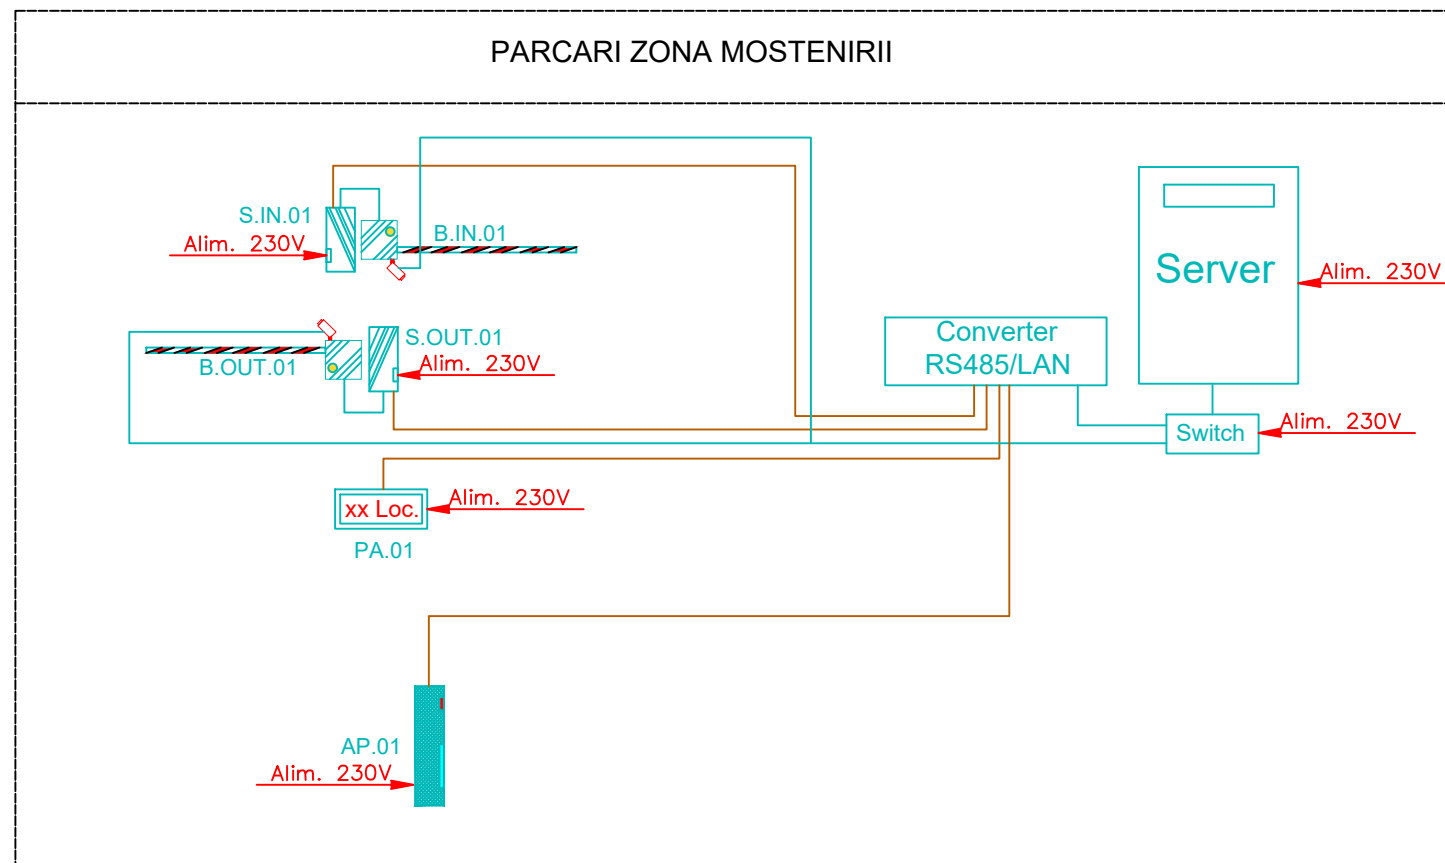 PARCARI ZONA MOSTENIRII
S.IN.01
Alim. 230V
B.IN.01
Server
Alim. 230V
S.OUT.01
Alim. 230V
B.OUT.01
Converter
RS485/LAN
Switch
Alim. 230V
xx Loc.
Alim. 230V
PA.01
AP.01
Alim. 230V